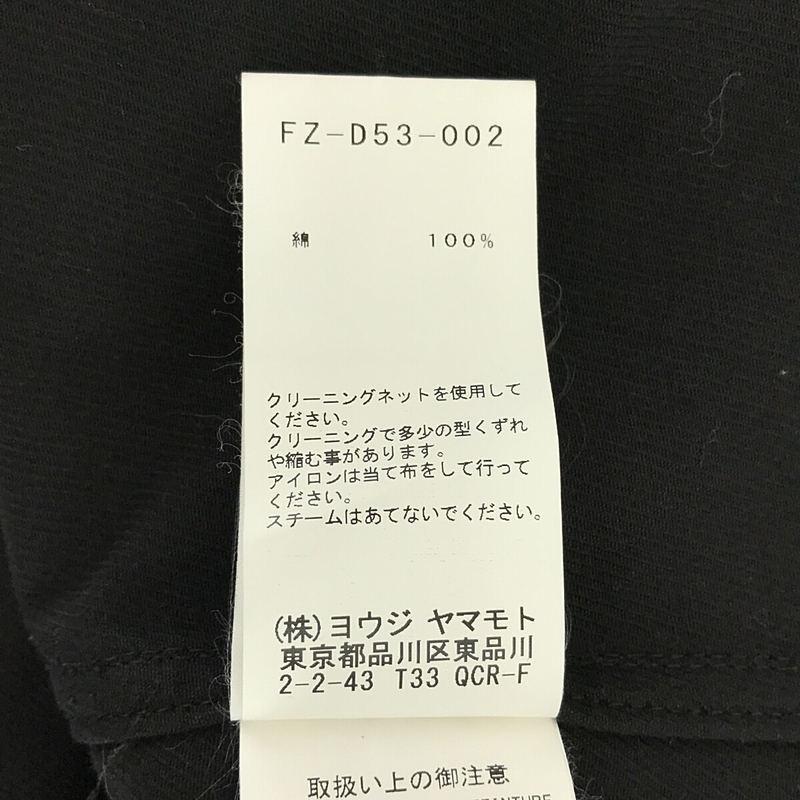 FZ-D53-002
綿 100%
クリーニングネットを使用して
ください。
クリーニングで多少の型くずれ
や縮む事があります。
アイロンは当て布をして行って
ください。
スチームはあてないでください。
(株)ヨウジ ヤマモト
東京都品川区東品川
2-2-43 T33 QCR-F
取扱い上の御注意